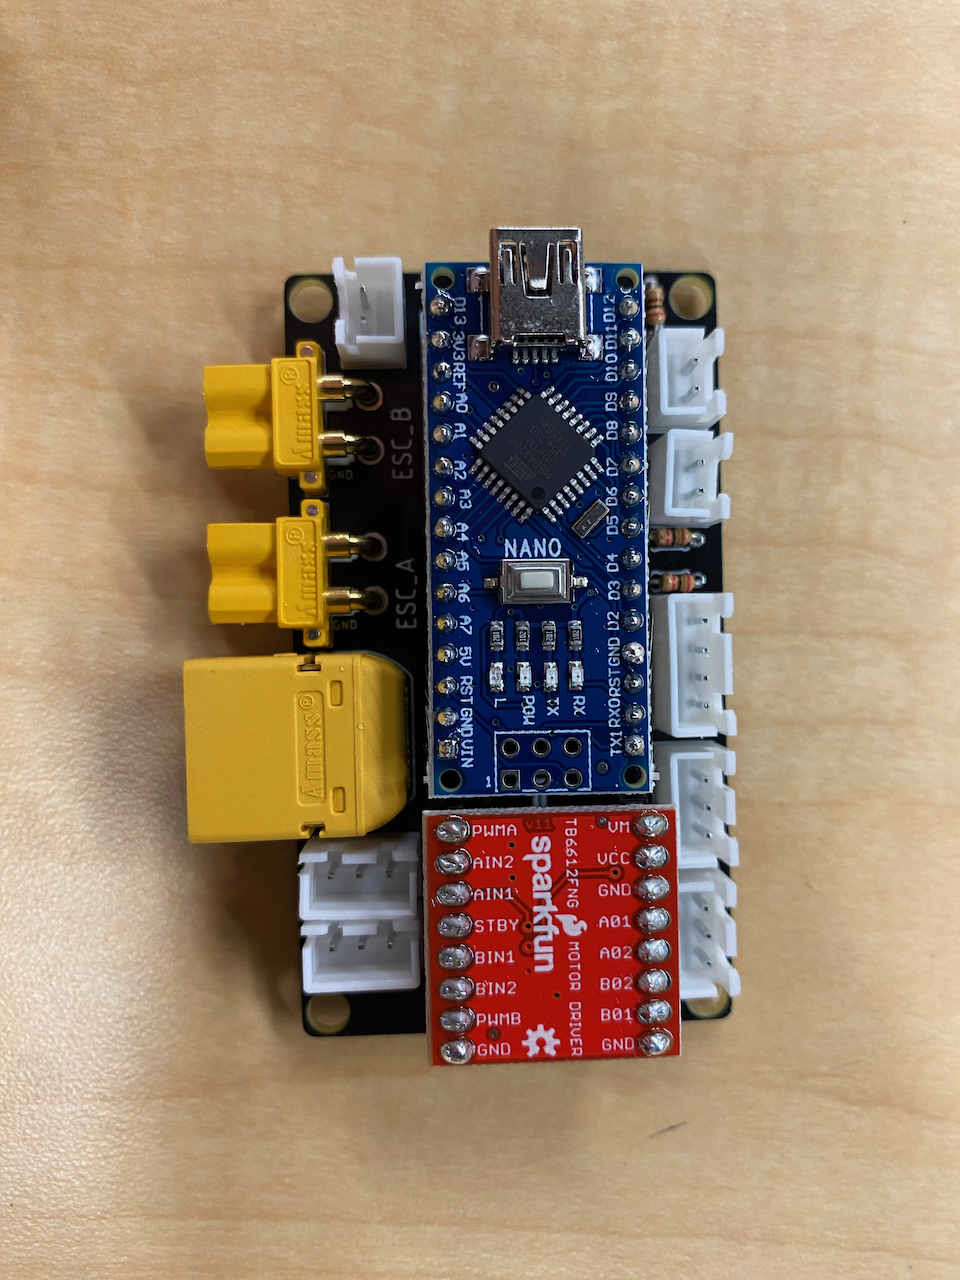 Amass®
GND
ESC_B
Amass®
GND
ESC_A
Amass®
D13
3V3
REF
A0
A1
A2
A3
A4
A5
A6
A7
5V
RST
GND
VIN
D12
D11
D10
D9
D8
D7
D6
D5
D4
D3
D2
GND
RST
RX0
TX1
NANO
L
POW
TX
RX
1
PWMA
AIN2
AIN1
STBY
BIN1
BIN2
PWMB
GND
v11
sparkfun
TB6612FNG
MOTOR DRIVER
VM
VCC
GND
A01
A02
B02
B01
GND